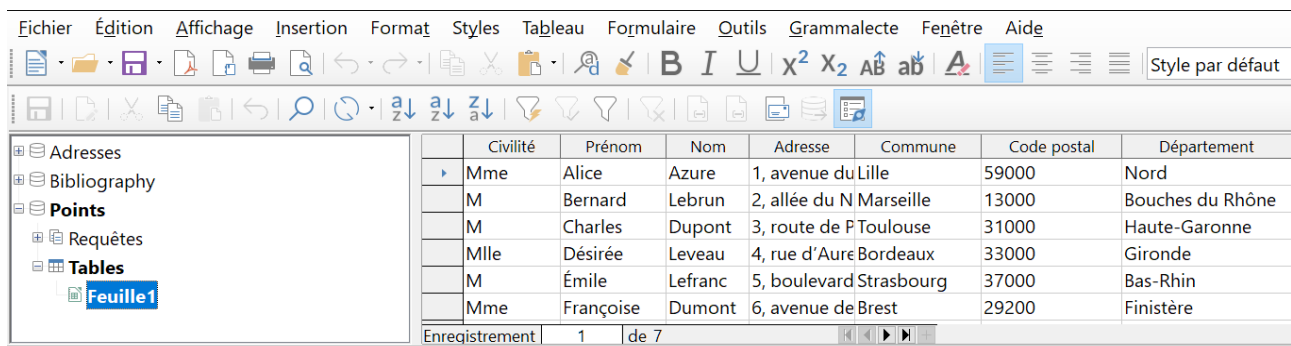 Fichier Édition Affichage Insertion Format Styles Tableau Formulaire Outils Grammalecte Fenêtre Aide
B I U X² X₂ AB ab A Style par défaut
Adresses
Bibliography
Points
Requêtes
Tables
Feuille1
Civilité Prénom Nom Adresse Commune Code postal Département
Mme Alice Azure 1, avenue du Lille 59000 Nord
M Bernard Lebrun 2, allée du N Marseille 13000 Bouches du Rhône
M Charles Dupont 3, route de P Toulouse 31000 Haute-Garonne
Mlle Désirée Leveau 4, rue d’Aure Bordeaux 33000 Gironde
M Émile Lefranc 5, boulevard Strasbourg 37000 Bas-Rhin
Mme Françoise Dumont 6, avenue de Brest 29200 Finistère
Enregistrement 1 de 7